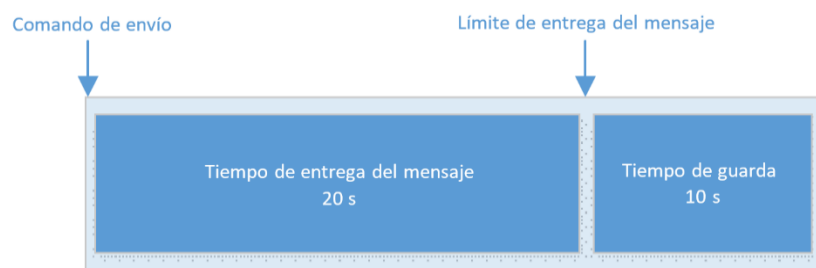 Comando de envío
Límite de entrega del mensaje
Tiempo de entrega del mensaje
20 s
Tiempo de guarda
10 s